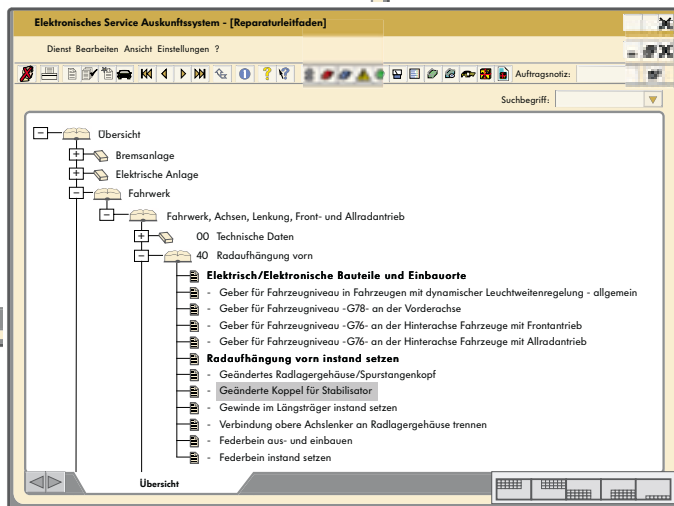 Elektronisches Service Auskunftssystem - [Reparaturleitfaden]
Dienst Bearbeiten Ansicht Einstellungen ?
Auftragsnotiz:
Suchbegriff:
Übersicht
Bremsanlage
Elektrische Anlage
Fahrwerk
Fahrwerk, Achsen, Lenkung, Front- und Allradantrieb
00 Technische Daten
40 Radaufhängung vorn
Elektrisch/Elektronische Bauteile und Einbauorte
- Geber für Fahrzeugniveau in Fahrzeugen mit dynamischer Leuchtweitenregelung - allgemein
- Geber für Fahrzeugniveau -G78- an der Vorderachse
- Geber für Fahrzeugniveau -G76- an der Hinterachse Fahrzeuge mit Frontantrieb
- Geber für Fahrzeugniveau -G76- an der Hinterachse Fahrzeuge mit Allradantrieb
Radaufhängung vorn instand setzen
- Geändertes Radlagergehäuse/Spurstangenkopf
- Geänderte Koppel für Stabilisator
- Gewinde im Längsträger instand setzen
- Verbindung obere Achslenker an Radlagergehäuse trennen
- Federbein aus- und einbauen
- Federbein instand setzen
Übersicht